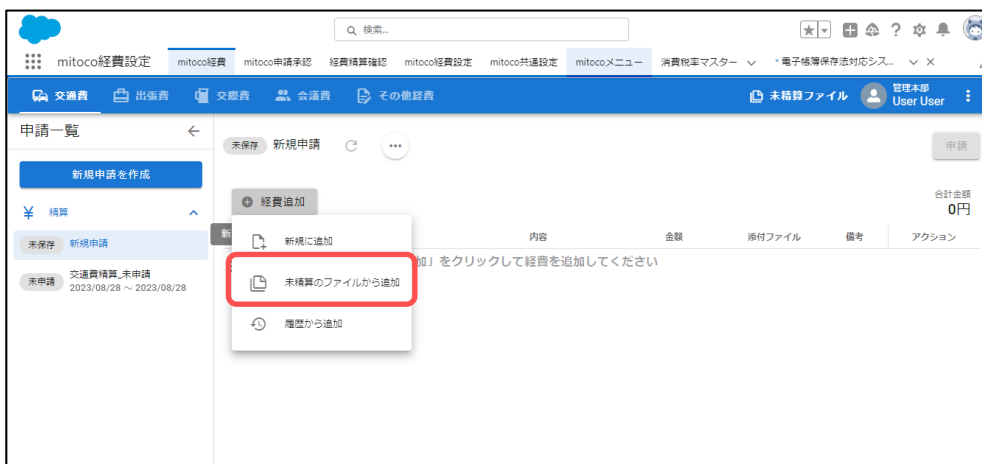 検索...
mitoco経費設定 mitoco経費 mitoco申請承認 経費精算確認 mitoco経費設定 mitoco共通設定 mitocoメニュー 消費税率マスター * 電子帳簿保存法対応シス...
交通費 出張費 交際費 会議費 その他経費 未精算ファイル 管理本部
User User
申請一覧
未保存 新規申請 申請
新規申請を作成
経費追加 合計金額
0円
精算
新 内容 金額 添付ファイル 備考 アクション
未保存 新規申請
新規に追加
加」をクリックして経費を追加してください
未申請 交通費精算_未申請
2023/08/28 ～ 2023/08/28
未精算のファイルから追加
履歴から追加